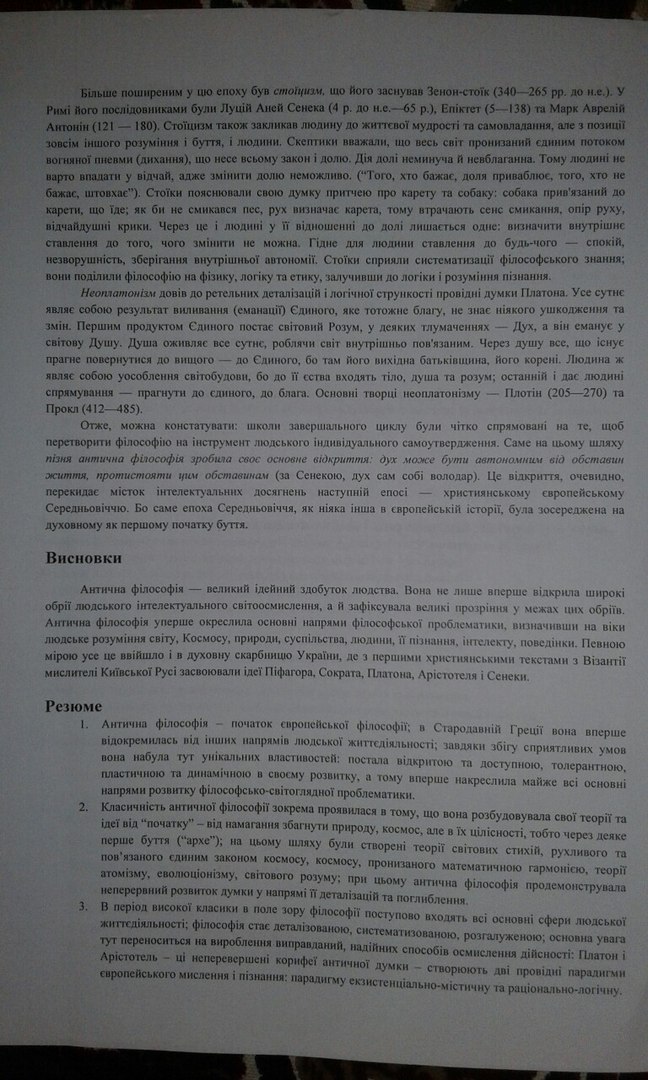 Більше поширеним у цю епоху був стоїцизм, що його заснував Зенон-стоїк (340—265 рр. до н.е.). У
Римі його послідовниками були Луцій Аней Сенека (4 р. до н.е.—65 р.), Епіктет (5—138) та Марк Аврелій
Антонін (121 — 180). Стоїцизм також закликав людину до життєвої мудрості та самовладання, але з позиції
зовсім іншого розуміння і буття, і людини. Скептики вважали, що весь світ пронизаний єдиним потоком
вогняної пневми (дихання), що несе всьому закон і долю. Дія долі неминуча й невблаганна. Тому людині не
варто впадати у відчай, адже змінити долю неможливо. (“Того, хто бажає, доля приваблює, того, хто не
бажає, штовхає”). Стоїки пояснювали свою думку притчею про карету та собаку: собака прив'язаний до
карети, що їде; як би не смикався пес, рух визначає карета, тому втрачають сенс смикання, опір руху,
відчайдушні крики. Через це і людині у її відношенні до долі лишається одне: визначити внутрішнє
ставлення до того, чого змінити не можна. Гідне для людини ставлення до будь-чого — спокій,
незворушність, зберігання внутрішньої автономії. Стоїки сприяли систематизації філософського знання;
вони поділили філософію на фізику, логіку та етику, залучивши до логіки і розуміння пізнання.
Неоплатонізм довів до ретельних деталізацій і логічної стрункості провідні думки Платона. Усе сутнє
являє собою результат виливання (еманації) Єдиного, яке тотожне благу, не знає ніякого ушкодження та
змін. Першим продуктом Єдиного постає світовий Розум, у деяких тлумаченнях — Дух, а він еманує у
світову Душу. Душа оживляє все сутнє, роблячи світ внутрішньо пов'язаним. Через душу все, що існує
прагне повернутися до вищого — до Єдиного, бо там його вихідна батьківщина, його корені. Людина ж
являє собою уособлення світобудови, бо до її єства входять тіло, душа та розум; останній і дає людині
спрямування — прагнути до єдиного, до блага. Основні творці неоплатонізму — Плотін (205—270) та
Прокл (412—485).
Отже, можна констатувати: школи завершального циклу були чітко спрямовані на те, щоб
перетворити філософію на інструмент людського індивідуального самоутвердження. Саме на цьому шляху
пізня антична філософія зробила своє основне відкриття: дух може бути автономним від обставин
життя, протистояти цим обставинам (за Сенекою, дух сам собі володар). Це відкриття, очевидно,
перекидає місток інтелектуальних досягнень наступній епосі — християнському європейському
Середньовіччю. Бо саме епоха Середньовіччя, як ніяка інша в європейській історії, була зосереджена на
духовному як першому початку буття.
Висновки
Антична філософія — великий ідейний здобуток людства. Вона не лише вперше відкрила широкі
обрії людського інтелектуального світоосмислення, а й зафіксувала великі прозріння у межах цих обріїв.
Антична філософія уперше окреслила основні напрями філософської проблематики, визначивши на віки
людське розуміння світу, Космосу, природи, суспільства, людини, її пізнання, інтелекту, поведінки. Певною
мірою усе це ввійшло і в духовну скарбницю України, де з першими християнськими текстами з Візантії
мислителі Київської Русі засвоювали ідеї Піфагора, Сократа, Платона, Арістотеля і Сенеки.
Резюме
1. Антична філософія – початок європейської філософії; в Стародавній Греції вона вперше
відокремилась від інших напрямів людської життєдіяльності; завдяки збігу сприятливих умов
вона набула тут унікальних властивостей: постала відкритою та доступною, толерантною,
пластичною та динамічною в своєму розвитку, а тому вперше накреслила майже всі основні
напрями розвитку філософсько-світоглядної проблематики.
2. Класичність античної філософії зокрема проявилася в тому, що вона розбудовувала свої теорії та
ідеї від “початку” – від намагання збагнути природу, космос, але в їх цілісності, тобто через деяке
перше буття (“архе”); на цьому шляху були створені теорії світових стихій, рухливого та
пов’язаного єдиним законом космосу, космосу, пронизаного математичною гармонією, теорії
атомізму, еволюціонізму, світового розуму; при цьому антична філософія продемонструвала
неперервний розвиток думки у напрямі її деталізацій та поглиблення.
3. В період високої класики в поле зору філософії поступово входять всі основні сфери людської
життєдіяльності; філософія стає деталізованою, систематизованою, розгалуженою; основна увага
тут переноситься на вироблення виправданий, надійних способів осмислення дійсності: Платон і
Арістотель – ці неперевершені корифеї античної думки – створюють дві провідні парадигми
європейського мислення і пізнання: парадигму екзистенціально-містичну та раціонально-логічну.